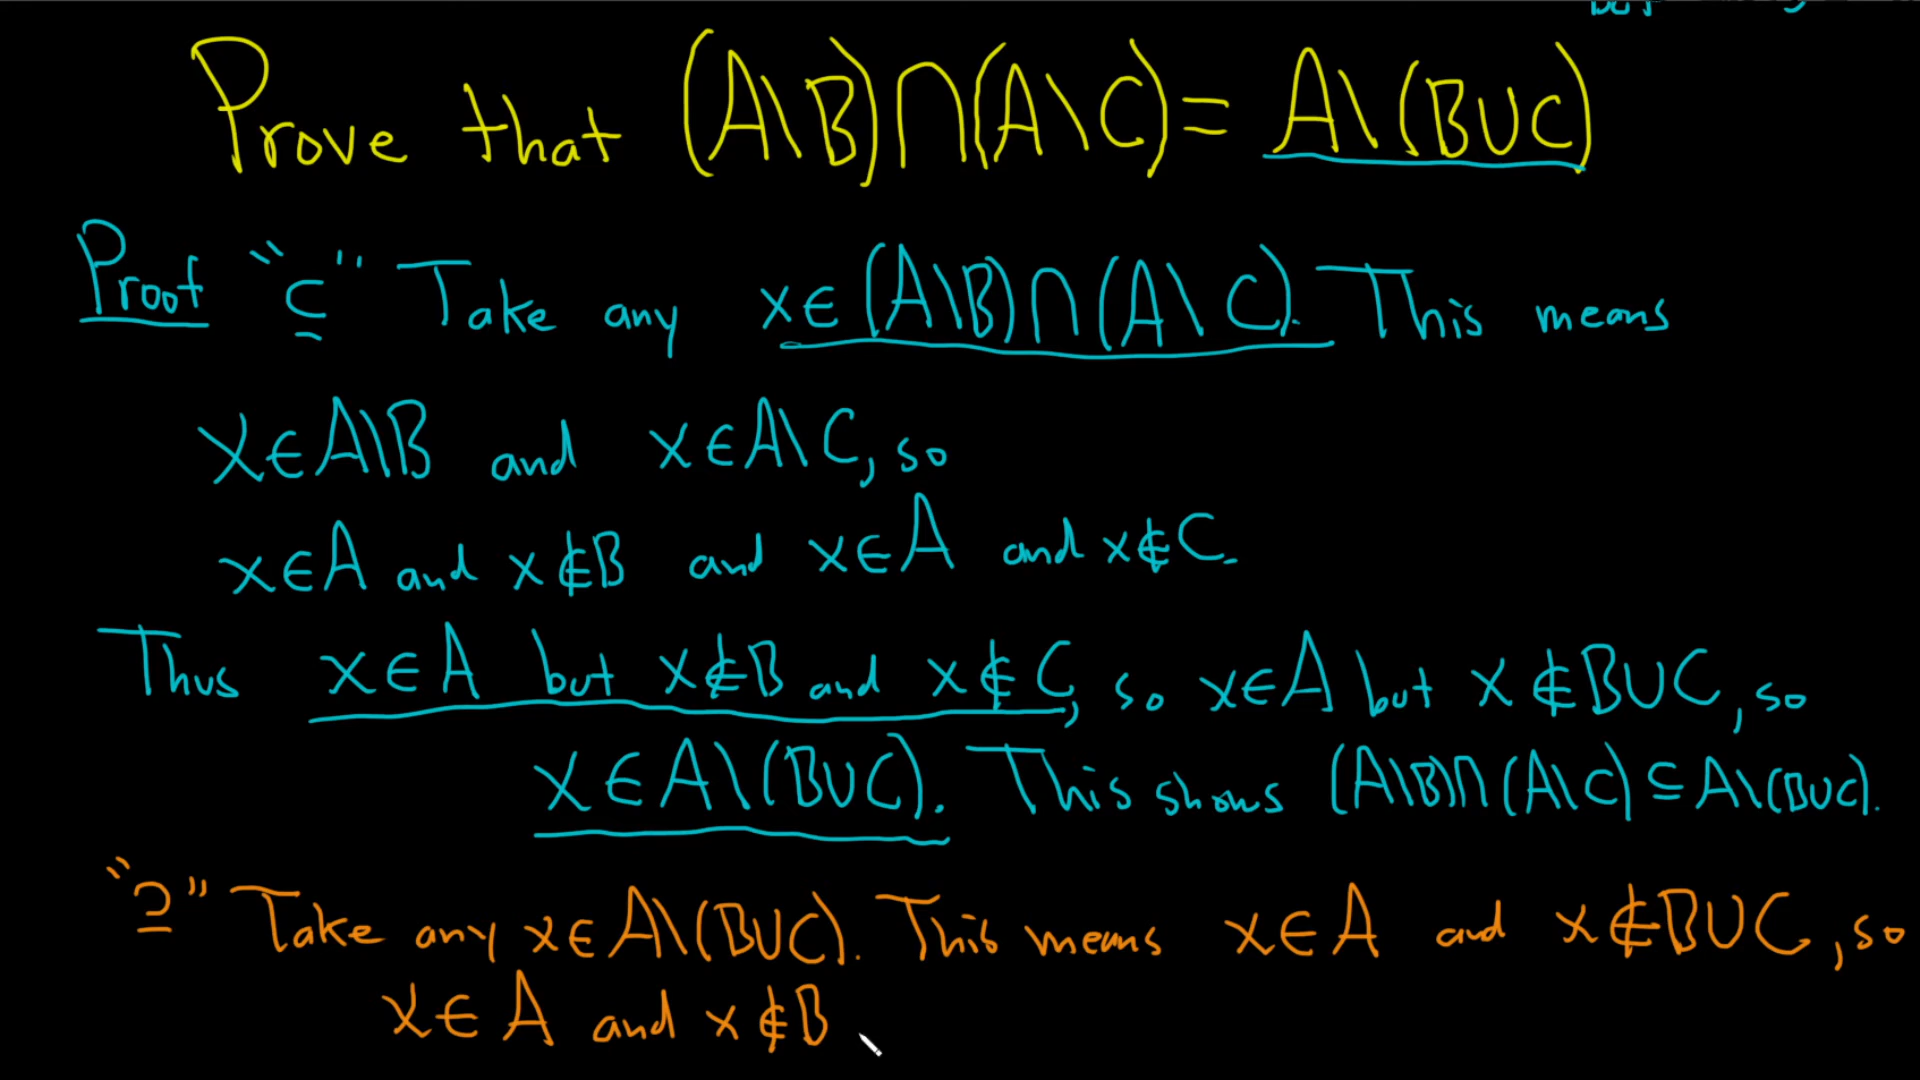 Prove that (A\B)∩(A\C)= A\(B∪C)
Proof "⊆" Take any x∈(A\B)∩(A\C). This means
x∈A\B and x∈A\C, so
x∈A and x∉B and x∈A and x∉C.
Thus x∈A but x∉B and x∉C, so x∈A but x∉B∪C, so
x∈A\(B∪C). This shows (A\B)∩(A\C)⊆A\(B∪C).
"⊇" Take any x∈A\(B∪C). This means x∈A and x∉B∪C, so
x∈A and x∉B